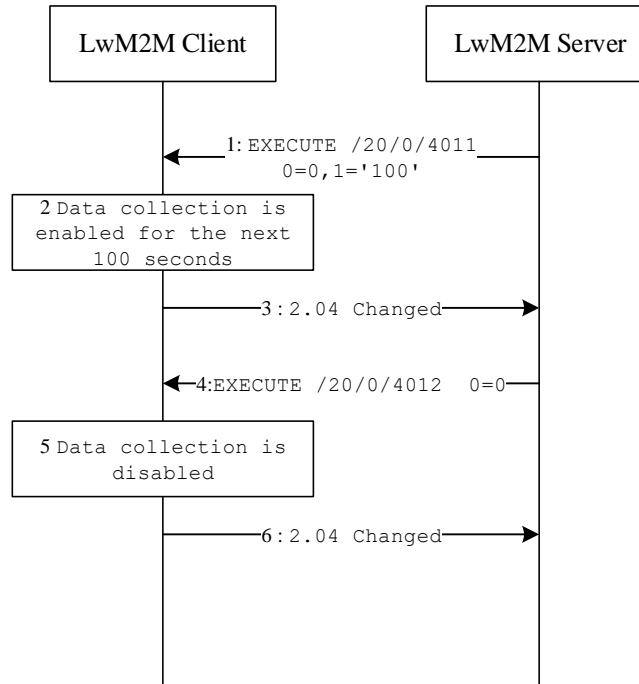 LwM2M Client
LwM2M Server
1: EXECUTE /20/0/4011
0=0,1='100'
2 Data collection is
enabled for the next
100 seconds
3: 2.04 Changed
4:EXECUTE /20/0/4012 0=0
5 Data collection is
disabled
6: 2.04 Changed